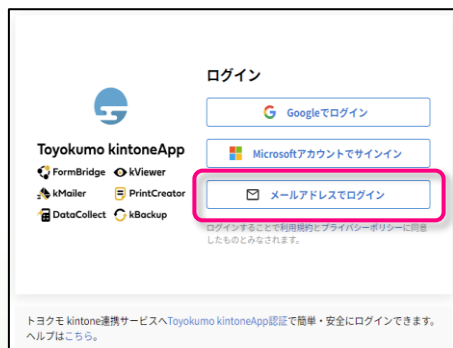 ログイン
Googleでログイン
Microsoftアカウントでサインイン
メールアドレスでログイン
ログインすることで利用規約とプライバシーポリシーに同意
したものとみなされます。
Toyokumo kintoneApp
FormBridge kViewer
kMailer PrintCreator
DataCollect kBackup
トヨクモ kintone連携サービスへToyokumo kintoneApp認証で簡単・安全にログインできます。
ヘルプはこちら。